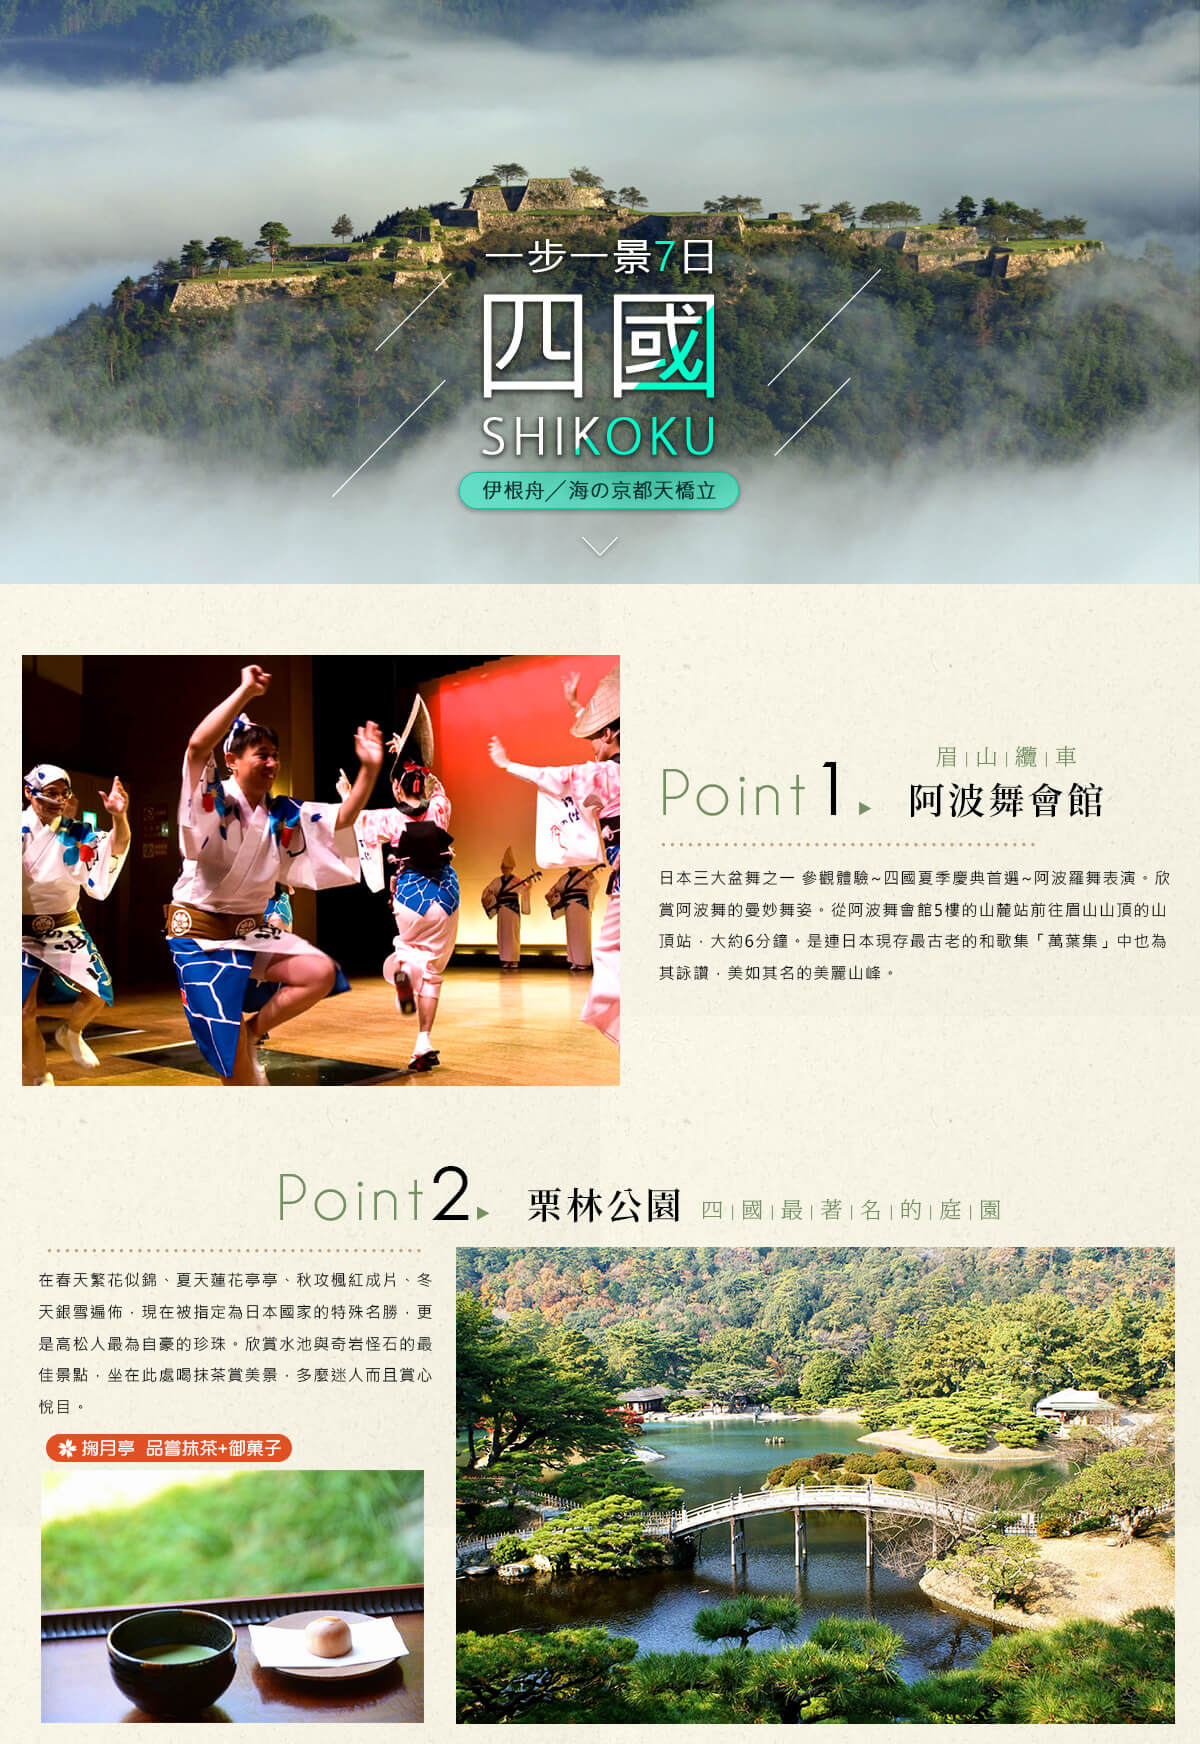 一步一景7日
四國
SHIKOKU
伊根舟／海の京都天橋立
眉|山|纜|車
Point 1 阿波舞會館
日本三大盆舞之一 參觀體驗~四國夏季慶典首選~阿波羅舞表演。欣
賞阿波舞的曼妙舞姿。從阿波舞會館5樓的山麓站前往眉山山頂的山
頂站，大約6分鐘。是連日本現存最古老的和歌集「萬葉集」中也為
其詠讚，美如其名的美麗山峰。
Point 2 栗林公園 四|國|最|著|名|的|庭|園
在春天繁花似錦、夏天蓮花亭亭、秋攻楓紅成片、冬
天銀雪遍佈，現在被指定為日本國家的特殊名勝，更
是高松人最為自豪的珍珠。欣賞水池與奇岩怪石的最
佳景點，坐在此處喝抹茶賞美景，多麼迷人而且賞心
悅目。
掬月亭 品嘗抹茶+御菓子